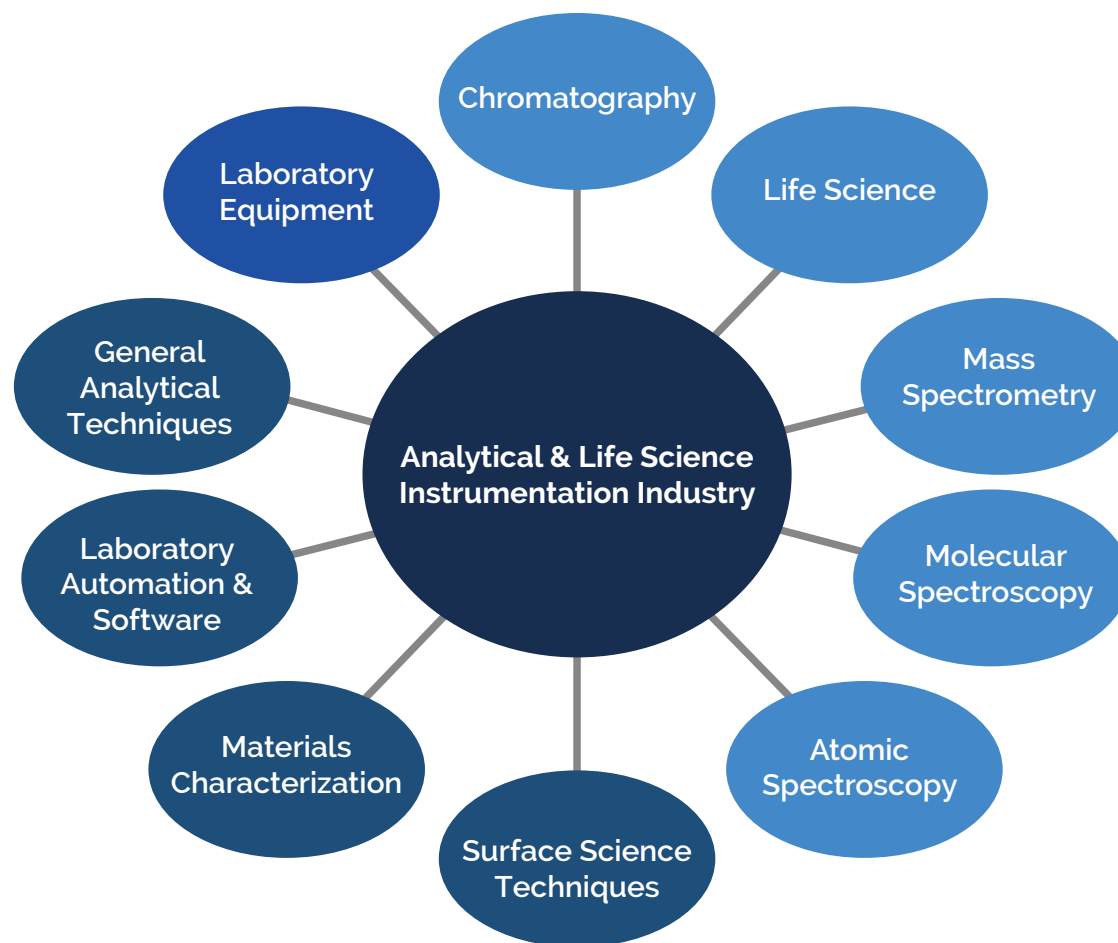 Chromatography
Laboratory
Equipment
Life Science
General
Analytical
Techniques
Mass
Spectrometry
Analytical & Life Science
Instrumentation Industry
Laboratory
Automation &
Software
Molecular
Spectroscopy
Materials
Characterization
Atomic
Spectroscopy
Surface Science
Techniques